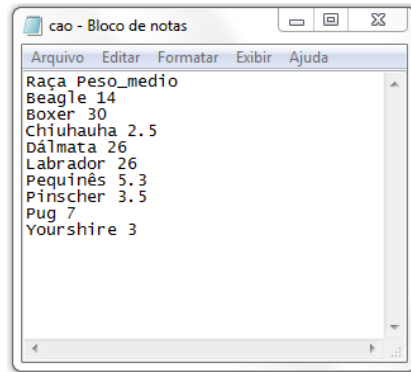 cao - Bloco de notas
Arquivo Editar Formatar Exibir Ajuda
Raça Peso_medio
Beagle 14
Boxer 30
Chiuhauha 2.5
Dálmata 26
Labrador 26
Pequinês 5.3
Pinscher 3.5
Pug 7
Yourshire 3